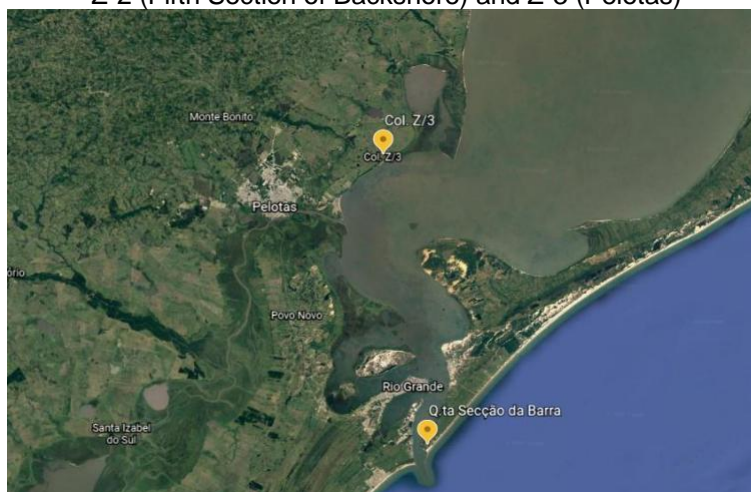 Z-2 (Fifth Section of Backshore) and Z-3 (Pelotas)
Monte Bonito
Col. Z/3
Col. Z/3
Pelotas
ório
Povo Novo
Rio Grande
Q.ta Secção da Barra
Santa Izabel
do Sul